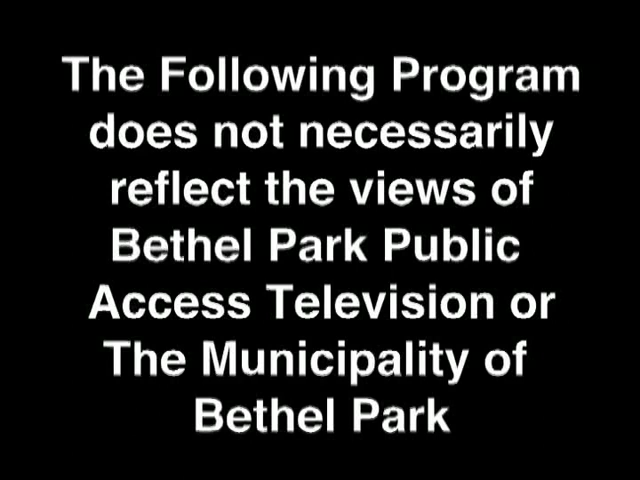 The Following Program
does not necessarily
reflect the views of
Bethel Park Public
Access Television or
The Municipality of
Bethel Park